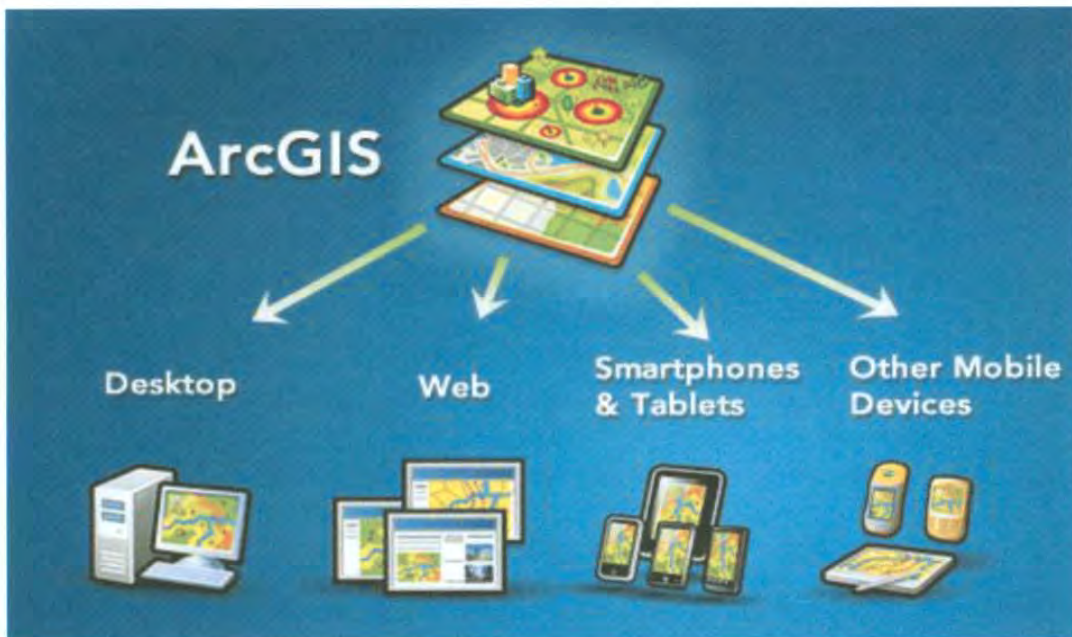 ArcGIS
Desktop
Web
Smartphones
& Tablets
Other Mobile
Devices